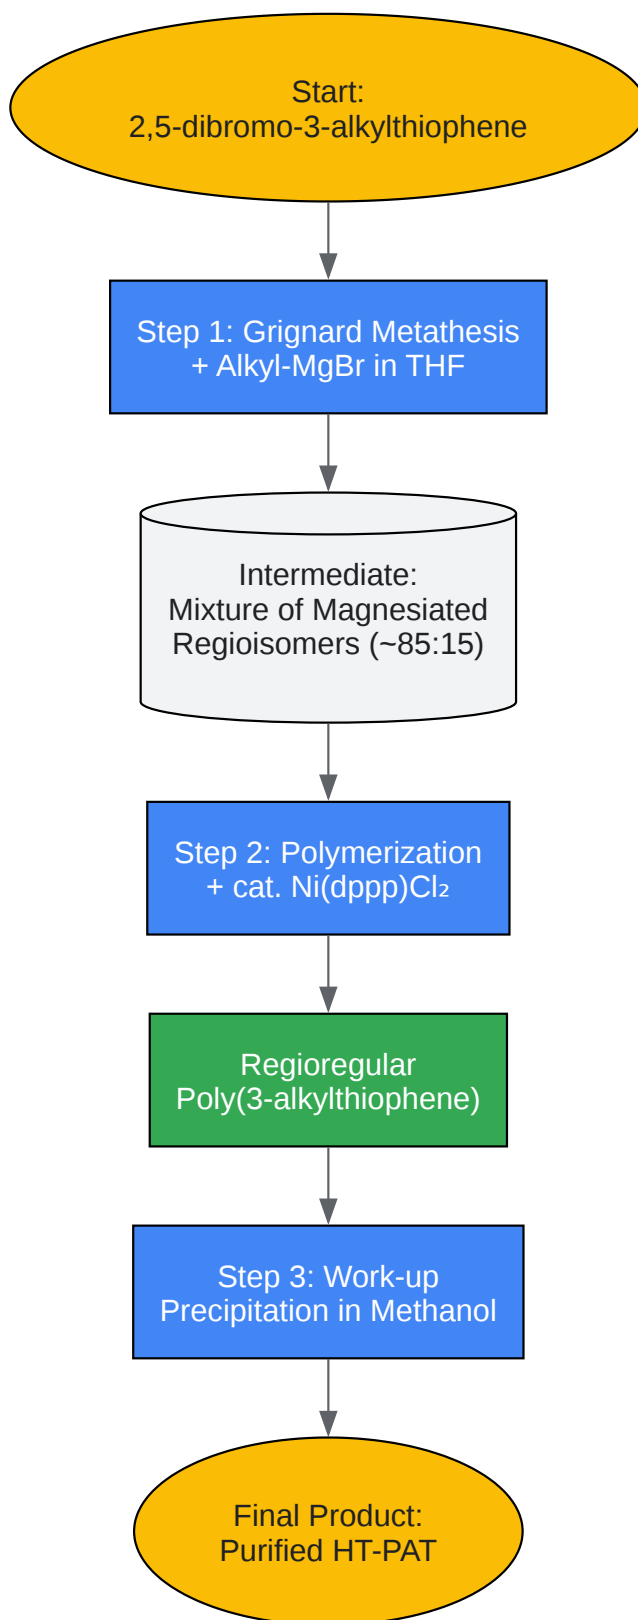 Start:
2,5-dibromo-3-alkylthiophene
Step 1: Grignard Metathesis
+ Alkyl-MgBr in THF
Intermediate:
Mixture of Magnesiated
Regioisomers (~85:15)
Step 2: Polymerization
+ cat. Ni(dppp)Cl₂
Regioregular
Poly(3-alkylthiophene)
Step 3: Work-up
Precipitation in Methanol
Final Product:
Purified HT-PAT